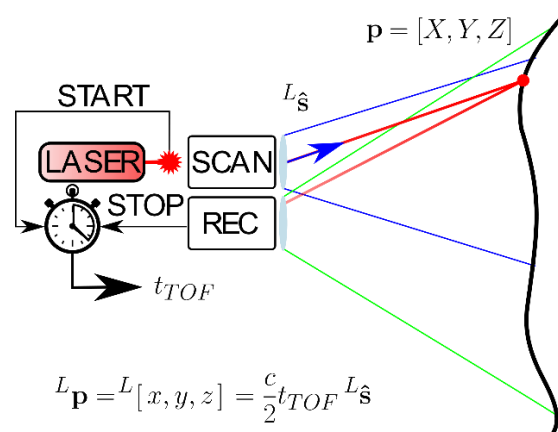 p = [X, Y, Z]
START
L ŝ
LASER
SCAN
STOP
REC
t_TOF
^L p = ^L [x, y, z] = c/2 t_TOF ^L ŝ